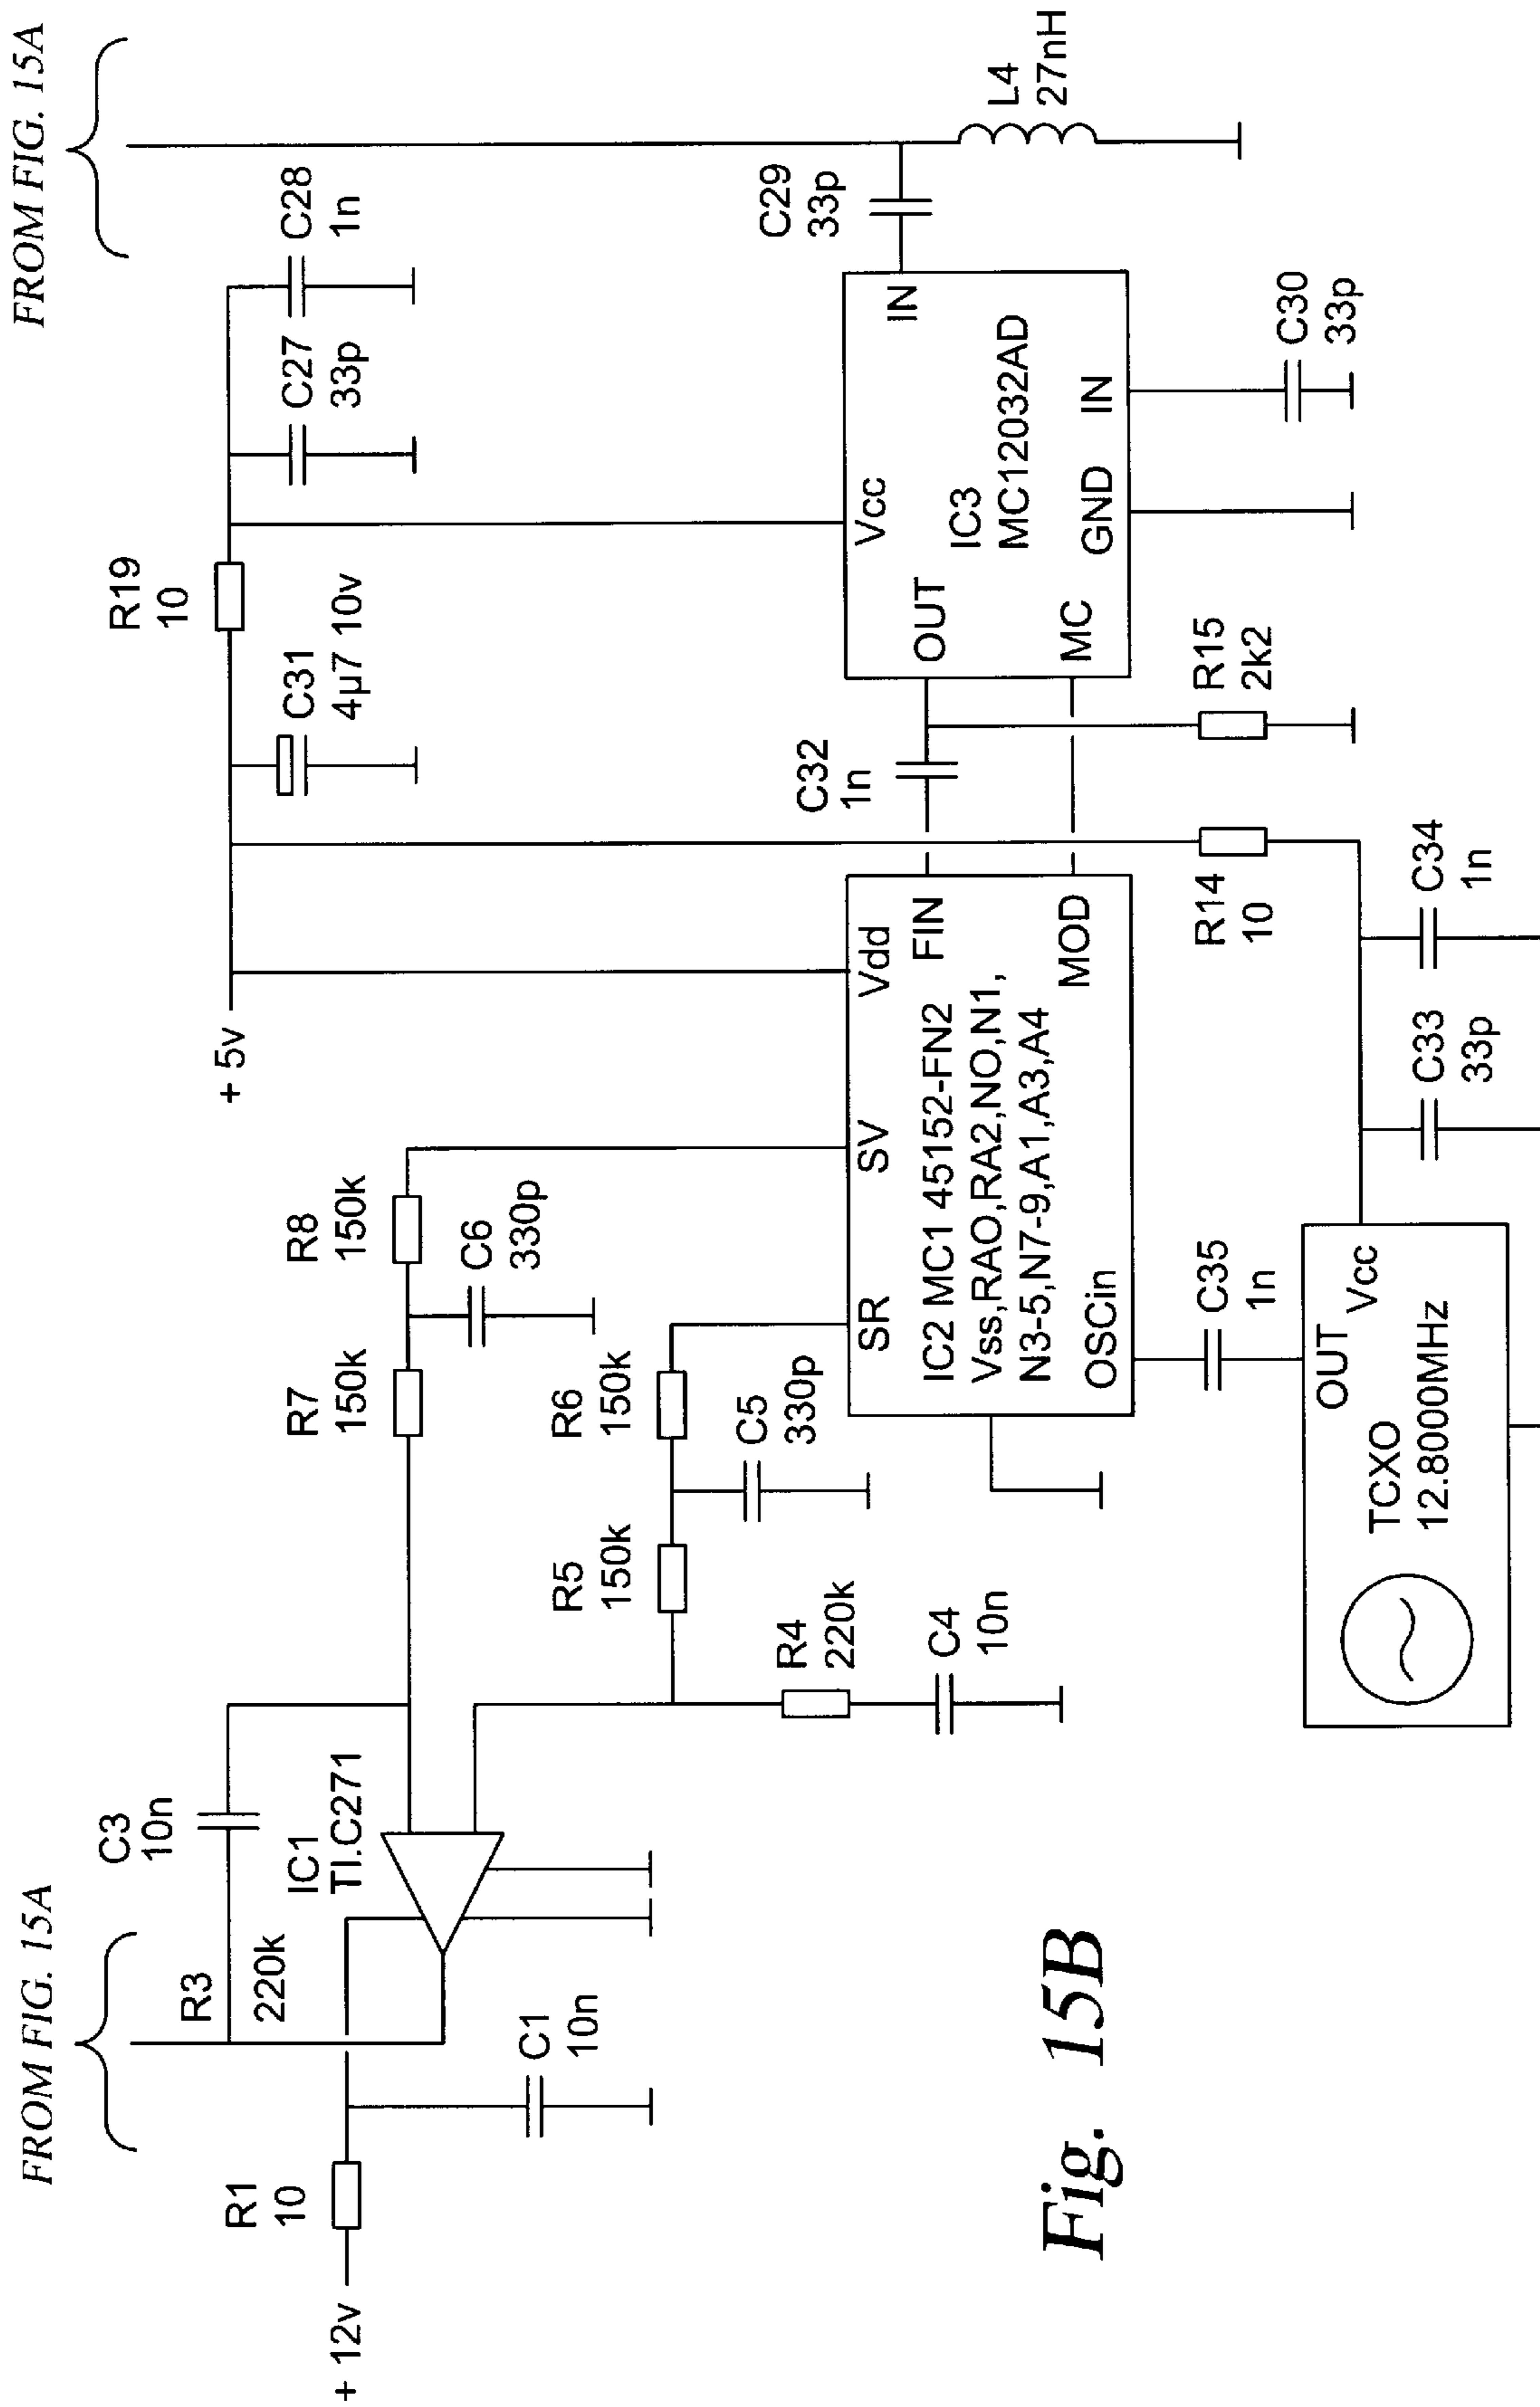 FROM FIG. 15A
FROM FIG. 15A
R19
10
C27
33p
C28
1n
C31
4µ7 10v
+ 5v
C3
10n
R3
220k
R1
10
+ 12v
C1
10n
IC1
TI.C271
R7
150k
R8
150k
C6
330p
R5
150k
R6
150k
C5
330p
R4
220k
C4
10n
SR
SV
Vdd
FIN
IC2 MC1 45152-FN2
Vss,RAO,RA2,NO,N1,
N3-5,N7-9,A1,A3,A4
OSCin
MOD
C32
1n
C29
33p
L4
27nH
Vcc
IN
OUT
IC3
MC12032AD
MC
GND
IN
R15
2k2
C30
33p
R14
10
C35
1n
C33
33p
C34
1n
OUT
Vcc
TCXO
12.8000MHz
Fig. 15B